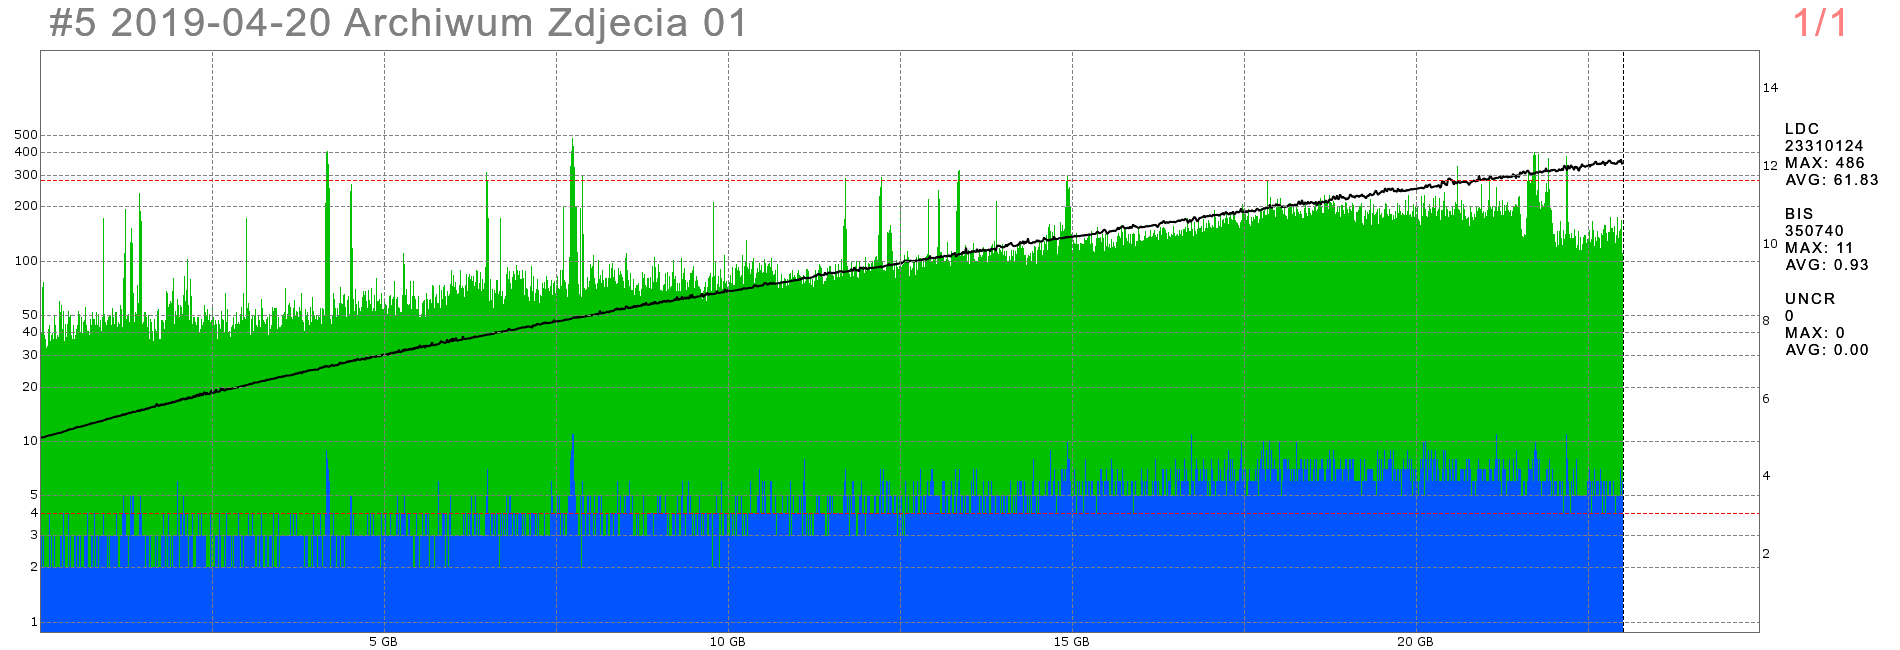 #5 2019-04-20 Archiwum Zdjecia 01
1/1
500
400
300
200
100
50
40
30
20
10
5
4
3
2
1
5 GB
10 GB
15 GB
20 GB
14
12
10
8
6
4
2
LDC
23310124
MAX: 486
AVG: 61.83
BIS
350740
MAX: 11
AVG: 0.93
UNCR
0
MAX: 0
AVG: 0.00